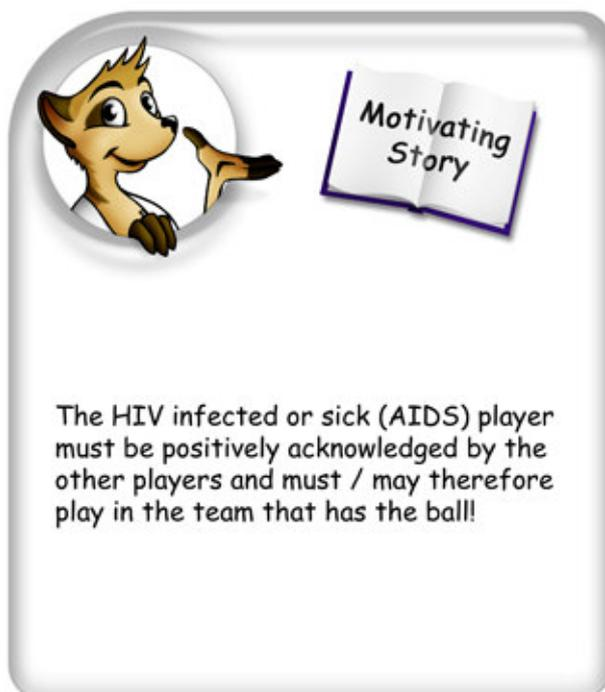 Motivating
Story
The HIV infected or sick (AIDS) player
must be positively acknowledged by the
other players and must / may therefore
play in the team that has the ball!